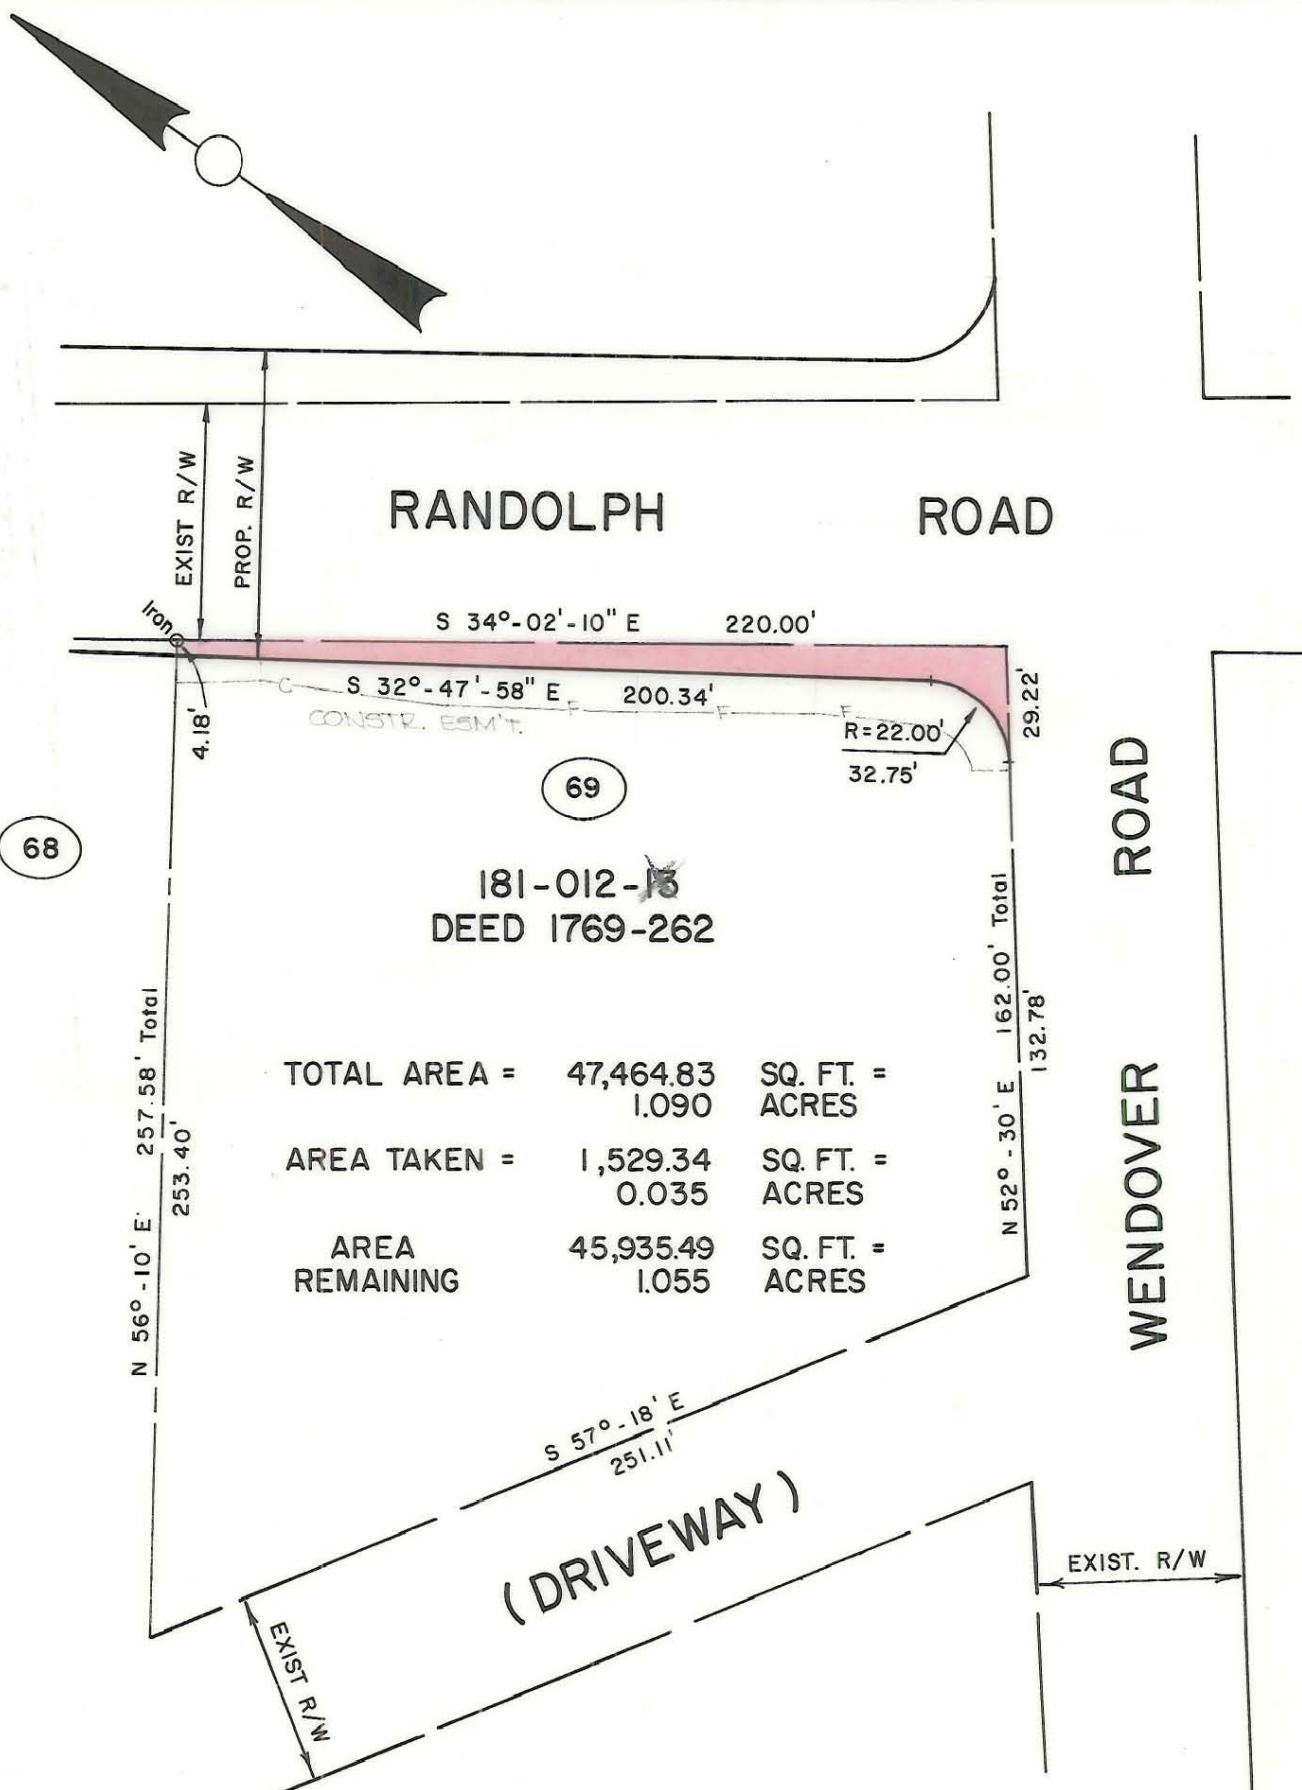 EXIST R/W
PROP. R/W
RANDOLPH ROAD
Iron
S 34°-02'-10" E 220.00'
S 32°-47'-58" E 200.34'
C
F
F
F
CONSTR. ESM'T.
4.18'
R=22.00'
32.75'
29.22'
69
68
181-012-
DEED 1769-262
TOTAL AREA = 47,464.83 SQ. FT. =
1.090 ACRES
AREA TAKEN = 1,529.34 SQ. FT. =
0.035 ACRES
AREA 45,935.49 SQ. FT. =
REMAINING 1.055 ACRES
N 56°-10' E 257.58' Total
253.40'
N 52°-30' E 162.00' Total
132.78'
WENDOVER ROAD
S 57°-18' E
251.11'
(DRIVEWAY)
EXIST R/W
EXIST. R/W